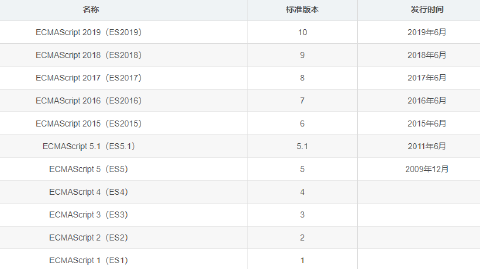 名称 标准版本 发行时间
ECMAScript 2019（ES2019） 10 2019年6月
ECMAScript 2018（ES2018） 9 2018年6月
ECMAScript 2017（ES2017） 8 2017年6月
ECMAScript 2016（ES2016） 7 2016年6月
ECMAScript 2015（ES2015） 6 2015年6月
ECMAScript 5.1（ES5.1） 5.1 2011年6月
ECMAScript 5（ES5） 5 2009年12月
ECMAScript 4（ES4） 4
ECMAScript 3（ES3） 3
ECMAScript 2（ES2） 2
ECMAScript 1（ES1） 1